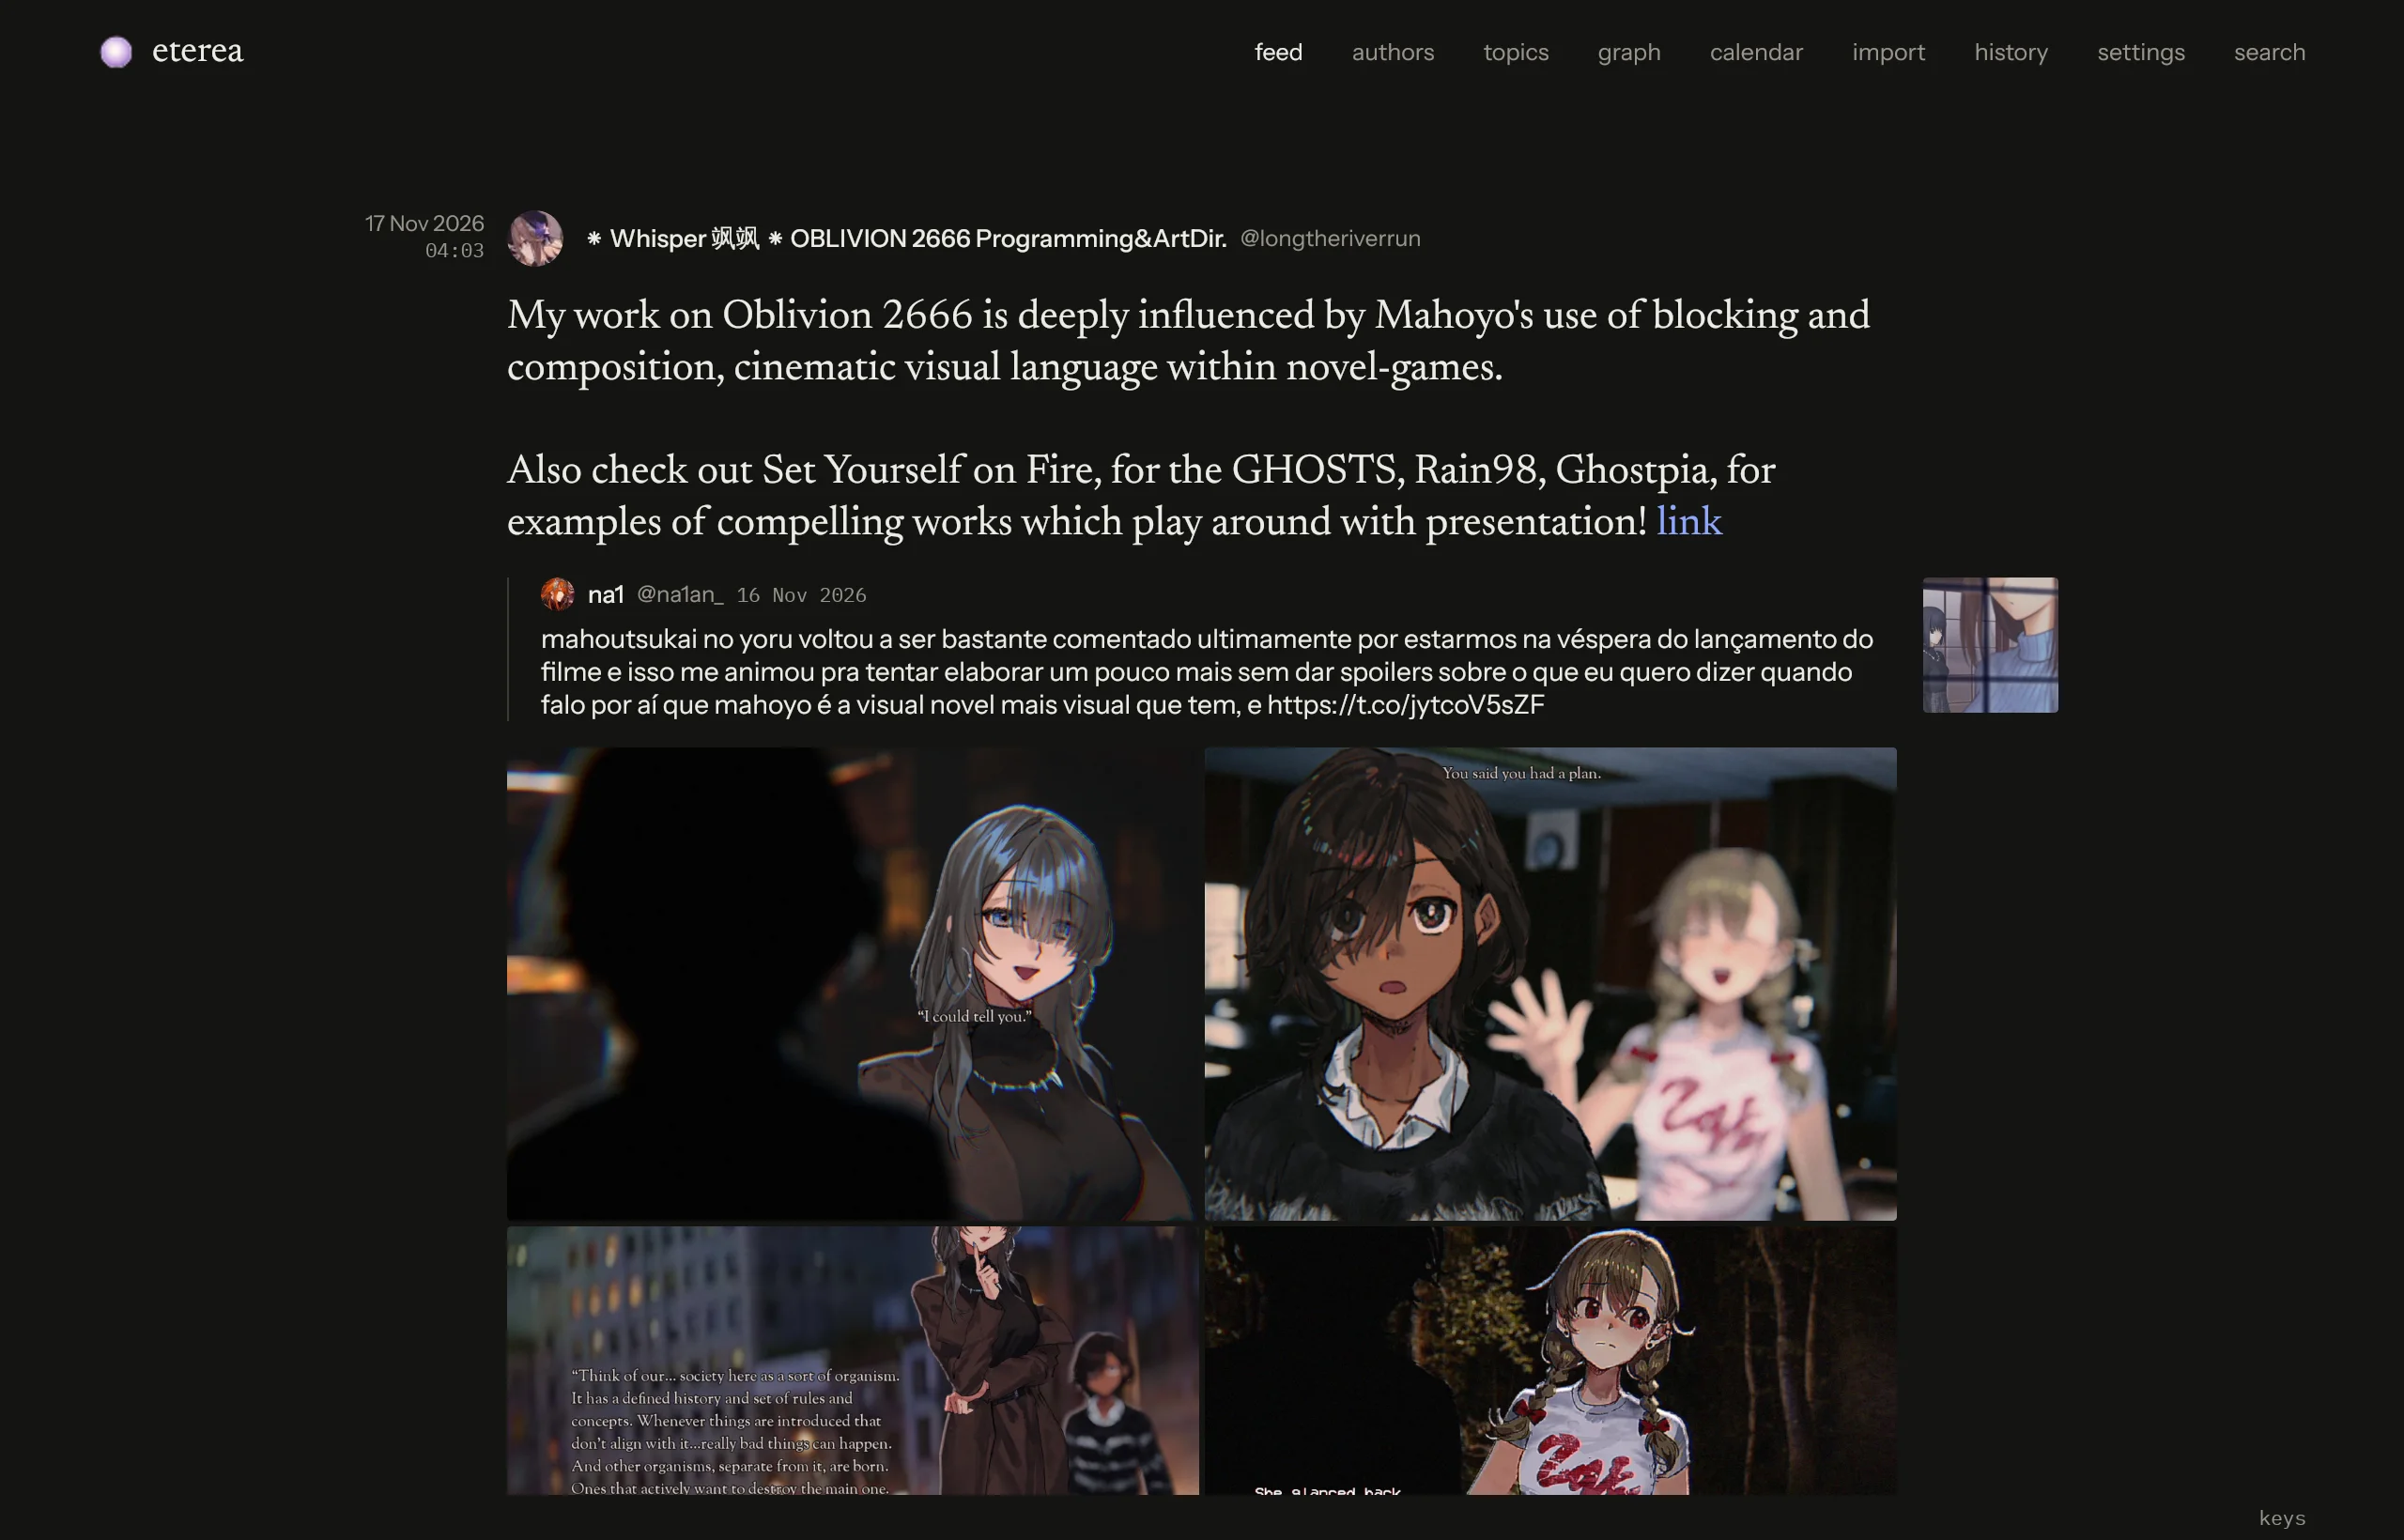 eterea
feed authors topics graph calendar import history settings search
17 Nov 2026
04:03
⁕ Whisper 飒飒 ⁕ OBLIVION 2666 Programming&ArtDir. @longtheriverrun
My work on Oblivion 2666 is deeply influenced by Mahoyo's use of blocking and
composition, cinematic visual language within novel-games.
Also check out Set Yourself on Fire, for the GHOSTS, Rain98, Ghostpia, for
examples of compelling works which play around with presentation! link
na1 @na1an_ 16 Nov 2026
mahoutsukai no yoru voltou a ser bastante comentado ultimamente por estarmos na véspera do lançamento do
filme e isso me animou pra tentar elaborar um pouco mais sem dar spoilers sobre o que eu quero dizer quando
falo por aí que mahoyo é a visual novel mais visual que tem, e https://t.co/jytcoV5sZF
“I could tell you.”
You said you had a plan.
“Think of our... society here as a sort of organism.
It has a defined history and set of rules and
concepts. Whenever things are introduced that
don't align with it...really bad things can happen.
And other organisms, separate from it, are born.
Ones that actively want to destroy the main one.
She glanced back
keys